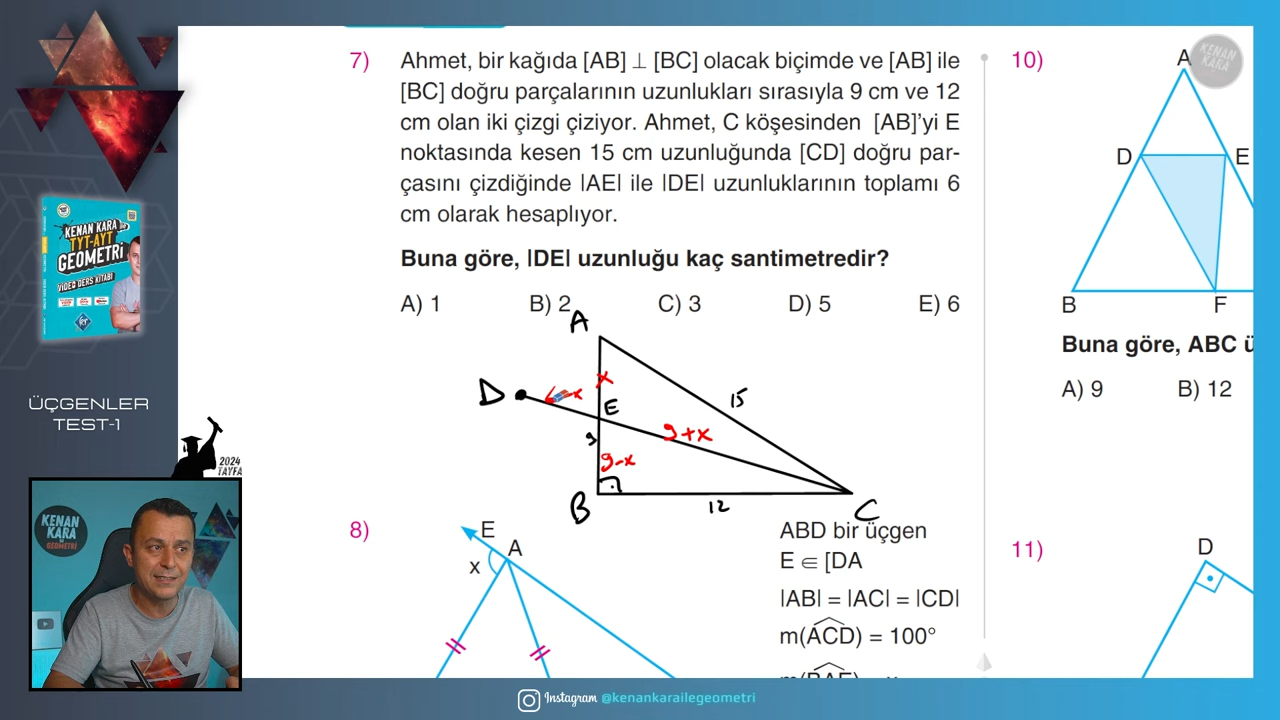 7) Ahmet, bir kağıda [AB] ⊥ [BC] olacak biçimde ve [AB] ile
[BC] doğru parçalarının uzunlukları sırasıyla 9 cm ve 12
cm olan iki çizgi çiziyor. Ahmet, C köşesinden [AB]'yi E
noktasında kesen 15 cm uzunluğunda [CD] doğru par-
çasını çizdiğinde |AE| ile |DE| uzunluklarının toplamı 6
cm olarak hesaplıyor.
Buna göre, |DE| uzunluğu kaç santimetredir?
A) 1 B) 2 C) 3 D) 5 E) 6
A
D
x
x
E
15
9
9+x
9-x
B
12
C
8)
E
A
x
ABD bir üçgen
E ∈ [DA
|AB| = |AC| = |CD|
m(ACD) = 100°
10)
A
D
E
B
F
Buna göre, ABC ü
A) 9 B) 12
11)
D
KENAN
KARA
KENAN KARA
TYT-AYT
GEOMETRİ
VİDEO DERS KİTABI
ÜÇGENLER
TEST-1
2024
TAYFA
KENAN
KARA
GEOMETRİ
Instagram @kenankarailegeometri